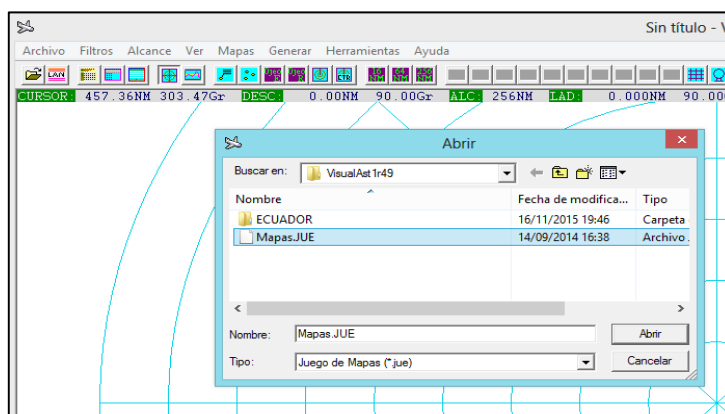 Sin título - V
Archivo Filtros Alcance Ver Mapas Generar Herramientas Ayuda
LAN
CURSOR: 457.36NM 303.47Gr DESC: 0.00NM 90.00Gr ALC: 256NM LAD: 0.000NM 90.00
Abrir
Buscar en: VisualAst1r49
Nombre Fecha de modifica... Tipo
ECUADOR 16/11/2015 19:46 Carpeta
Mapas.JUE 14/09/2014 16:38 Archivo
Nombre: Mapas.JUE Abrir
Tipo: Juego de Mapas (*.jue) Cancelar